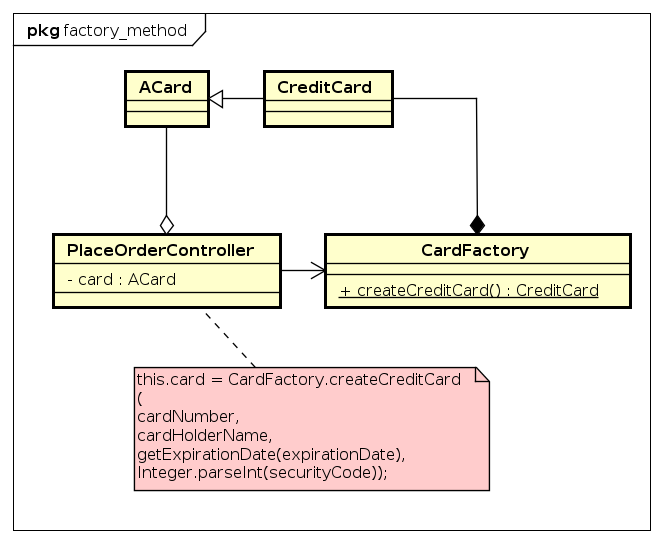 pkg factory_method
ACard
CreditCard
PlaceOrderController
- card : ACard
CardFactory
+ createCreditCard() : CreditCard
this.card = CardFactory.createCreditCard
(
cardNumber,
cardHolderName,
getExpirationDate(expirationDate),
Integer.parseInt(securityCode));